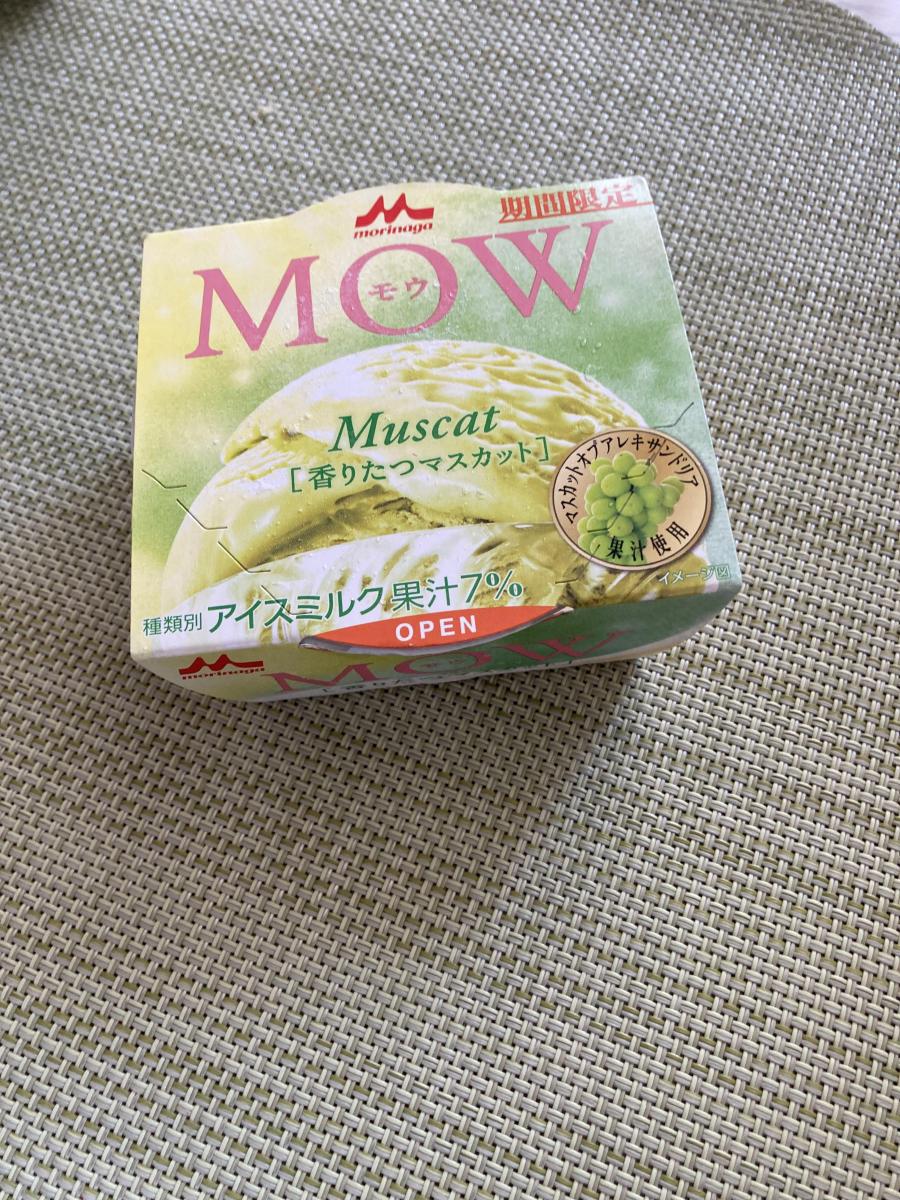 morinaga
期間限定
MOW
モウ
Muscat
[香りたつマスカット]
マスカットオブアレキサンドリア
果汁使用
イメージ図
種類別 アイスミルク 果汁7%
OPEN
morinaga
MOW